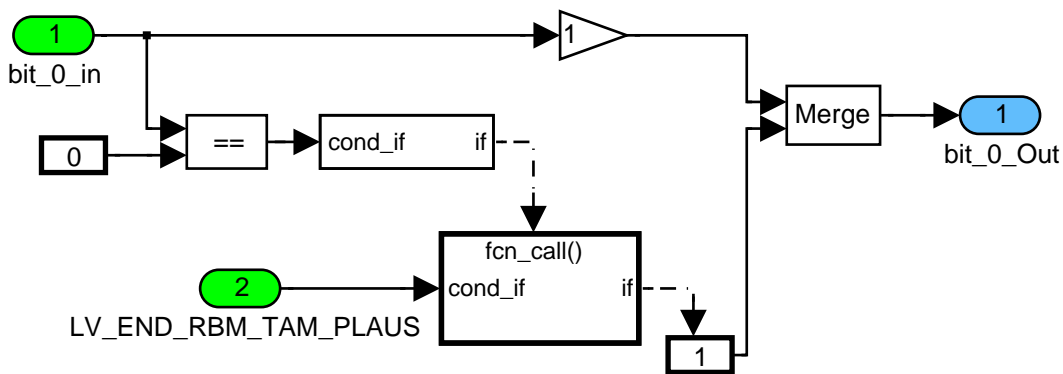 1
bit_0_in
1
Merge
1
bit_0_Out
0
==
cond_if
if
fcn_call()
cond_if
if
2
LV_END_RBM_TAM_PLAUS
1